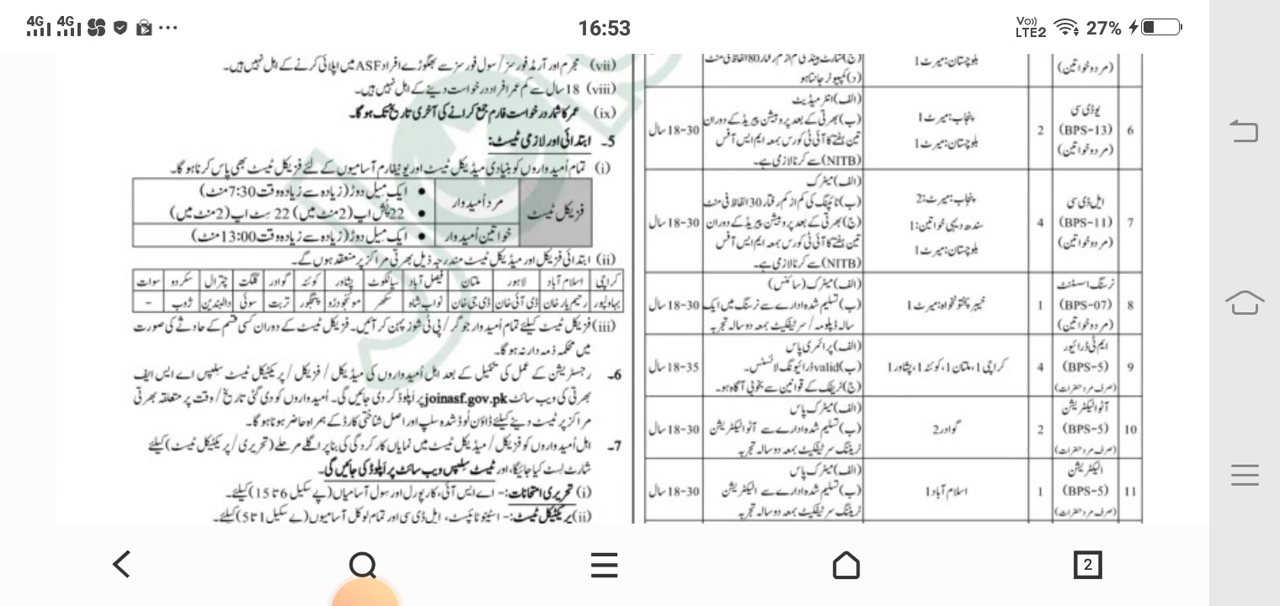 4G 4G
16:53
Vo)) LTE2 27%
(مرد و خواتین)
بلوچستان: میرٹ 1
(د) کمپیوٹر جانتا ہو
6
یو ڈی سی
(BPS-13)
(مرد و خواتین)
2
پنجاب: میرٹ 1
بلوچستان: میرٹ 1
(الف) انٹرمیڈیٹ
(ب) بھرتی کے بعد پروبیشن پیریڈ کے دوران
تین ہفتے کا آئی ٹی کورس بمعہ ایم ایس آفس
(NITB) سے کرنا لازمی ہے۔
18-30 سال
7
ایل ڈی سی
(BPS-11)
(مرد و خواتین)
4
پنجاب میرٹ: 2
سندھ دیہی خواتین: 1
بلوچستان: میرٹ 1
(الف) میٹرک
(ب) ٹائپنگ کی کم از کم رفتار 30 الفاظ فی منٹ
(ج) بھرتی کے بعد پروبیشن پیریڈ کے دوران
تین ہفتے کا آئی ٹی کورس بمعہ ایم ایس آفس
(NITB) سے کرنا لازمی ہے۔
18-30 سال
8
نرسنگ اسسٹنٹ
(BPS-07)
(مرد و خواتین)
1
خیبر پختونخواہ: میرٹ 1
(الف) میٹرک (سائنس)
(ب) تسلیم شدہ ادارے سے نرسنگ میں ایک
سالہ ڈپلومہ / سرٹیفکیٹ بمعہ دو سالہ تجربہ
18-30 سال
9
ایم ٹی ڈرائیور
(BPS-5)
(صرف مرد حضرات)
4
کراچی 1، ملتان 1، کوئٹہ 1، پشاور 1
(الف) پرائمری پاس
(ب) valid ڈرائیونگ لائسنس۔
(ج) ٹریفک کے قوانین سے بخوبی آگاہ ہو۔
18-35 سال
10
آٹو الیکٹریشن
(BPS-5)
(صرف مرد حضرات)
2
گوادر 2
(الف) میٹرک پاس
(ب) تسلیم شدہ ادارے سے آٹو الیکٹریشن
ٹریننگ سرٹیفکیٹ بمعہ دو سالہ تجربہ
18-30 سال
11
الیکٹریشن
(BPS-5)
(صرف مرد حضرات)
1
اسلام آباد 1
(الف) میٹرک پاس
(ب) تسلیم شدہ ادارے سے الیکٹریشن
ٹریننگ سرٹیفکیٹ بمعہ دو سالہ تجربہ
18-30 سال
(vii) مجرم اور آرمڈ فورسز / سول فورسز سے بھگوڑے افراد ASF میں اپلائی کرنے کے اہل نہیں ہیں۔
(viii) 18 سال سے کم عمر افراد درخواست دینے کے اہل نہیں ہیں۔
(ix) عمر کا شمار درخواست فارم جمع کرانے کی آخری تاریخ تک ہوگا۔
5- ابتدائی اور لازمی ٹیسٹ:
(i) تمام اُمیدواروں کو بنیادی میڈیکل ٹیسٹ اور یونیفارم آسامیوں کے لئے فزیکل ٹیسٹ بھی پاس کرنا ہوگا۔
فزیکل ٹیسٹ
مرد اُمیدوار
• ایک میل دوڑ (زیادہ سے زیادہ وقت 7:30 منٹ)
• 22 پُش اپ (2 منٹ میں) 22 سِٹ اپ (2 منٹ میں)
خواتین اُمیدوار
• ایک میل دوڑ (زیادہ سے زیادہ وقت 13:00 منٹ)
(ii) ابتدائی فزیکل اور میڈیکل ٹیسٹ مندرجہ ذیل بھرتی مراکز پر منعقد ہوں گے۔
کراچی اسلام آباد لاہور ملتان فیصل آباد سیالکوٹ پشاور کوئٹہ گوادر گلگت چترال سکردو سوات
بہاولپور رحیم یار خان ڈی آئی خان ڈی جی خان نواب شاہ سکھر موئنجودڑو پنجگور تربت سوئی دالبندین ژوب -
(iii) فزیکل ٹیسٹ کیلئے تمام اُمیدوار جوگر / پی ٹی شوز پہن کر آئیں۔ فزیکل ٹیسٹ کے دوران کسی قسم کے حادثے کی صورت
میں محکمہ ذمہ دار نہ ہوگا۔
6- رجسٹریشن کے عمل کی تکمیل کے بعد اہل اُمیدواروں کی میڈیکل / فزیکل / پریکٹیکل ٹیسٹ سلپس اے ایس ایف
بھرتی کی ویب سائٹ joinasf.gov.pk پر اپلوڈ کر دی جائیں گی۔ اُمیدواروں کو دی گئی تاریخ / وقت پر متعلقہ بھرتی
مراکز پر ٹیسٹ دینے کیلئے ڈاؤن لوڈ شدہ سلپ اور اصل شناختی کارڈ کے ہمراہ حاضر ہونا ہوگا۔
7- اہل اُمیدواروں کو فزیکل / میڈیکل ٹیسٹ میں نمایاں کارکردگی کی بنا پر اگلے مرحلے (تحریری / پریکٹیکل ٹیسٹ) کیلئے
شارٹ لسٹ کیا جائیگا، اور ٹیسٹ سلپس ویب سائٹ پر اپلوڈ کی جائیں گی۔
(i) تحریری امتحانات:- اے ایس آئی، کارپورل اور سول آسامیاں (پے سکیل 6 تا 15) کیلئے۔
(ii) پریکٹیکل ٹیسٹ:- اسٹینو ٹائپسٹ، ایل ڈی سی اور تمام لوکل آسامیوں (پے سکیل 1 تا 5) کیلئے۔
2